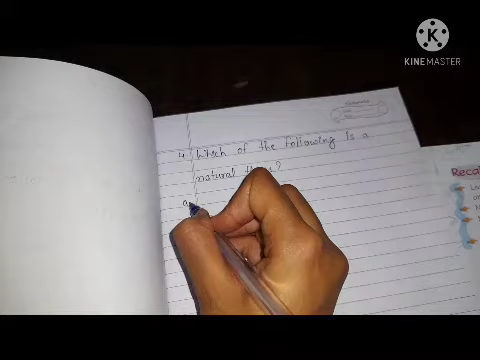 KINEMASTER
4 Which of the following is a
natural
?
a
Reca